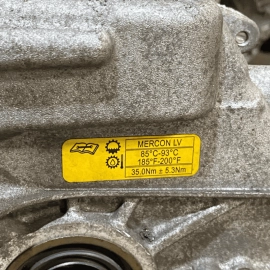 MERCON LV
85°C-93°C
185°F-200°F
35.0Nm ± 5.3Nm